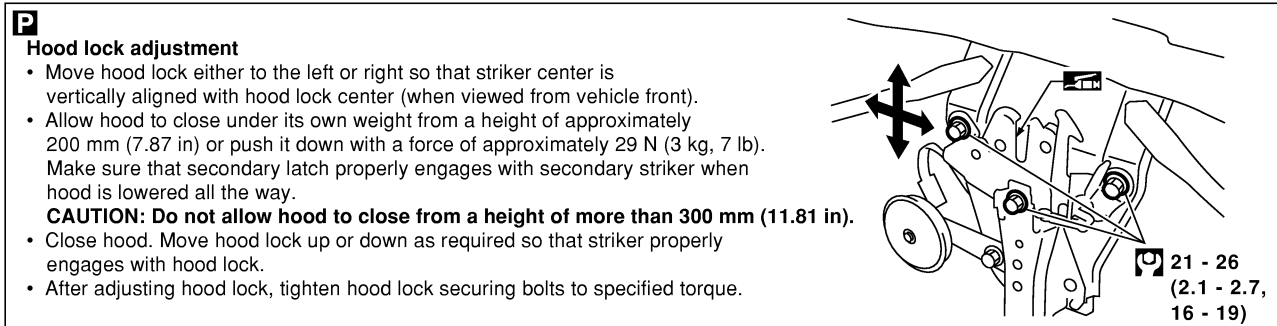 P
Hood lock adjustment
• Move hood lock either to the left or right so that striker center is
vertically aligned with hood lock center (when viewed from vehicle front).
• Allow hood to close under its own weight from a height of approximately
200 mm (7.87 in) or push it down with a force of approximately 29 N (3 kg, 7 lb).
Make sure that secondary latch properly engages with secondary striker when
hood is lowered all the way.
CAUTION: Do not allow hood to close from a height of more than 300 mm (11.81 in).
• Close hood. Move hood lock up or down as required so that striker properly
engages with hood lock.
• After adjusting hood lock, tighten hood lock securing bolts to specified torque.
21 - 26
(2.1 - 2.7,
16 - 19)